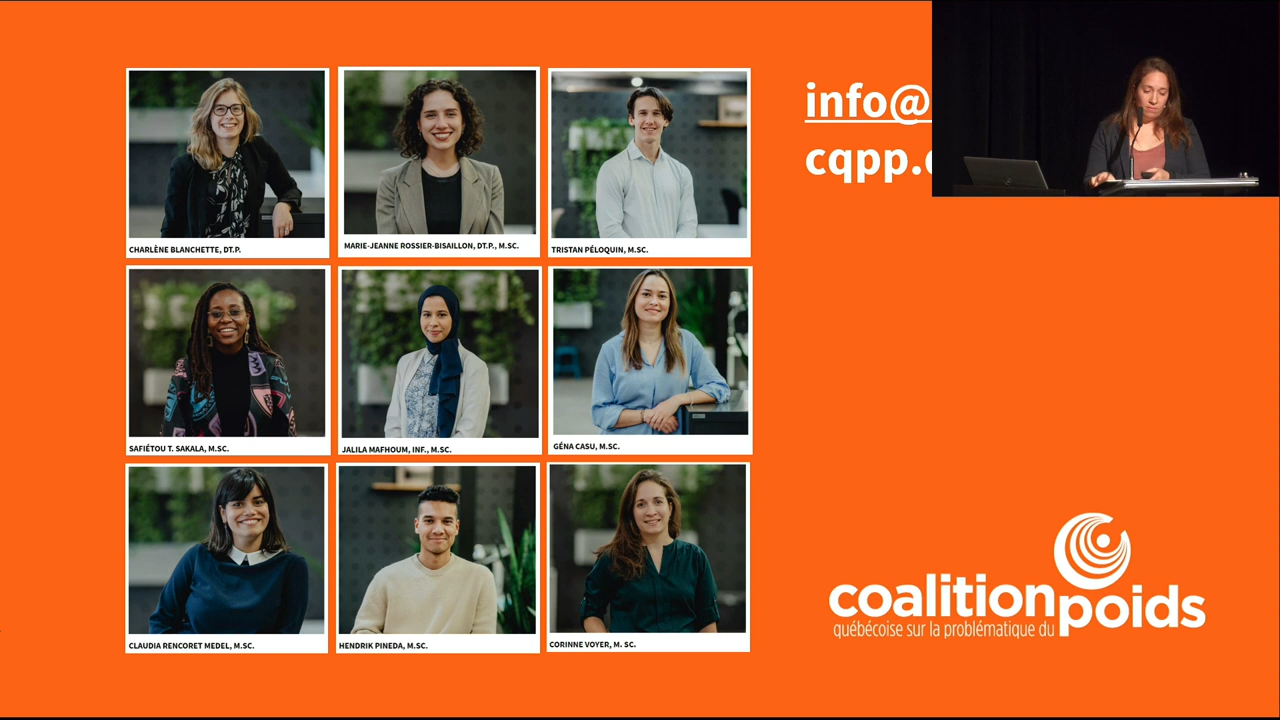 info@
cqpp.
CHARLÈNE BLANCHETTE, DT.P.
MARIE-JEANNE ROSSIER-BISAILLON, DT.P., M.SC.
TRISTAN PÉLOQUIN, M.SC.
SAFIÉTOU T. SAKALA, M.SC.
JALILA MAFHOUM, INF., M.SC.
GÉNA CASU, M.SC.
CLAUDIA RENCORET MEDEL, M.SC.
HENDRIK PINEDA, M.SC.
CORINNE VOYER, M. SC.
coalition poids
québécoise sur la problématique du